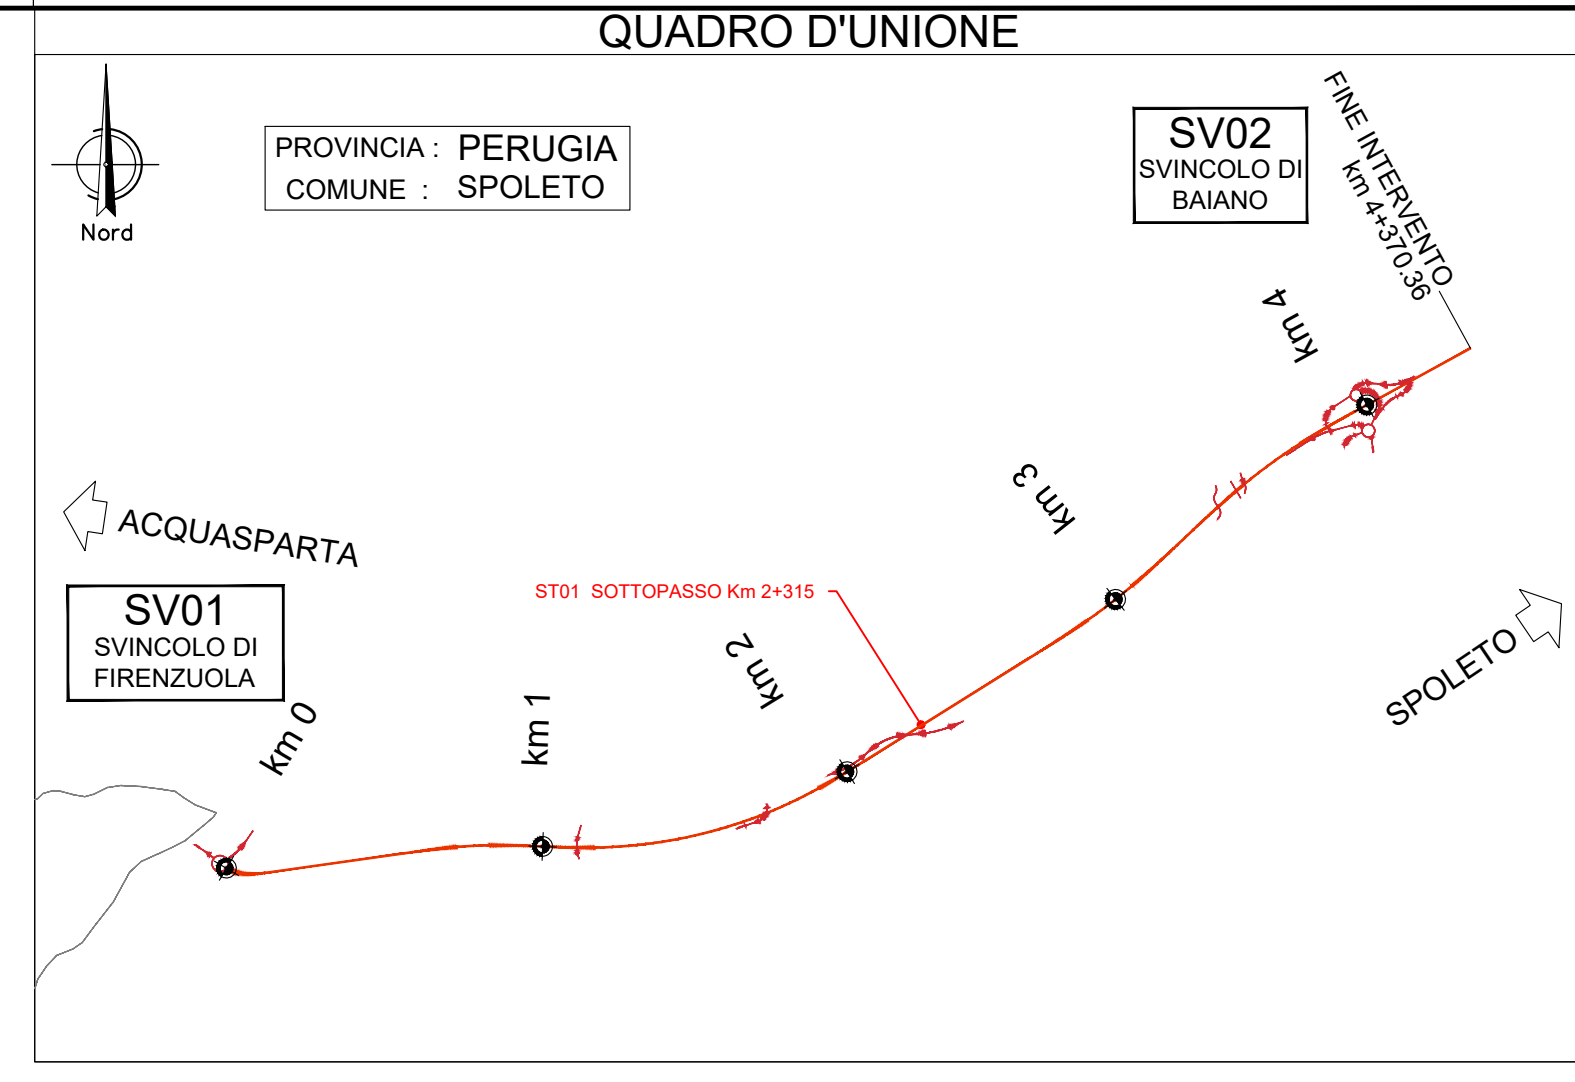 QUADRO D'UNIONE
Nord
PROVINCIA : PERUGIA
COMUNE : SPOLETO
SV02
SVINCOLO DI
BAIANO
FINE INTERVENTO
km 4+370.36
km 4
km 3
ACQUASPARTA
SV01
SVINCOLO DI
FIRENZUOLA
ST01 SOTTOPASSO Km 2+315
km 2
SPOLETO
km 1
km 0